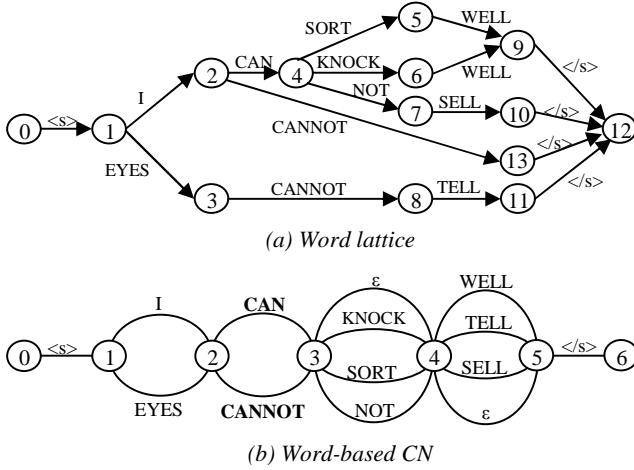 SORT 5 WELL
I 2 CAN 4 KNOCK 6 WELL 9 </s>
NOT 7 SELL 10 </s>
0 <s> 1 CANNOT 12
13 </s>
EYES 3 CANNOT 8 TELL 11 </s>
(a) Word lattice
I CAN ε WELL
KNOCK TELL
0 <s> 1 2 3 4 5 </s> 6
SORT SELL
EYES CANNOT NOT ε
(b) Word-based CN